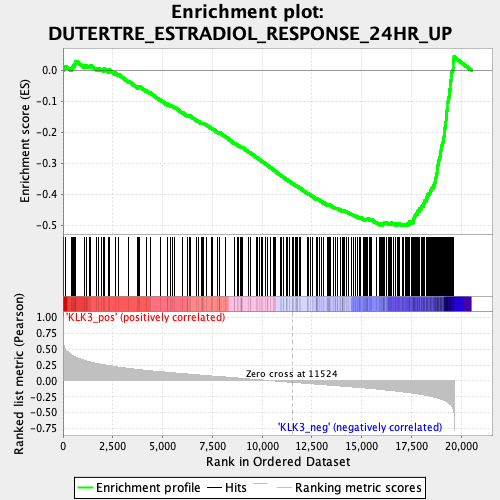 Enrichment plot:
DUTERTRE_ESTRADIOL_RESPONSE_24HR_UP
Enrichment score (ES)
0.0
-0.1
-0.2
-0.3
-0.4
-0.5
Ranked list metric (Pearson)
1.00
0.75
0.50
0.25
0.00
-0.25
-0.50
-0.75
'KLK3_pos' (positively correlated)
Zero cross at 11524
'KLK3_neg' (negatively correlated)
0 2,500 5,000 7,500 10,000 12,500 15,000 17,500 20,000
Rank in Ordered Dataset
Enrichment profile Hits Ranking metric scores